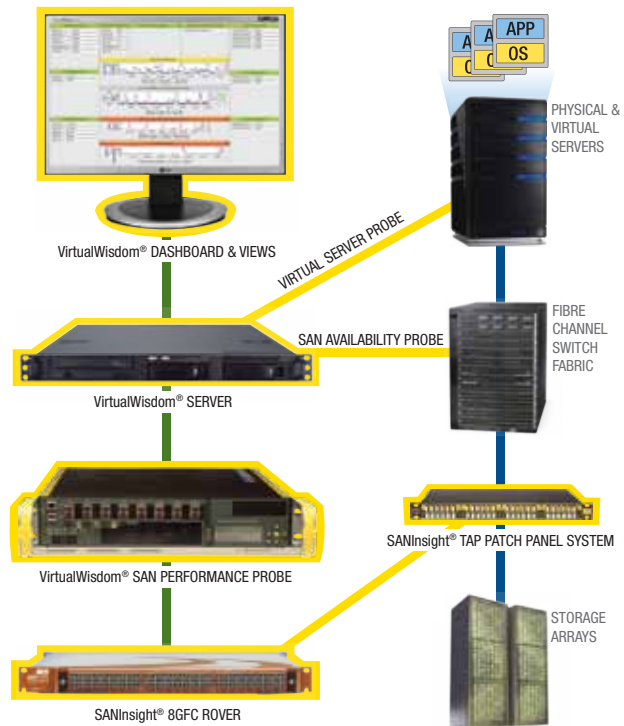 APP
OS
A
A
O
O
PHYSICAL &
VIRTUAL
SERVERS
VirtualWisdom® DASHBOARD & VIEWS
VIRTUAL SERVER PROBE
SAN AVAILABILITY PROBE
FIBRE
CHANNEL
SWITCH
FABRIC
VirtualWisdom® SERVER
SANInsight® TAP PATCH PANEL SYSTEM
VirtualWisdom® SAN PERFORMANCE PROBE
STORAGE
ARRAYS
SANInsight® 8GFC ROVER